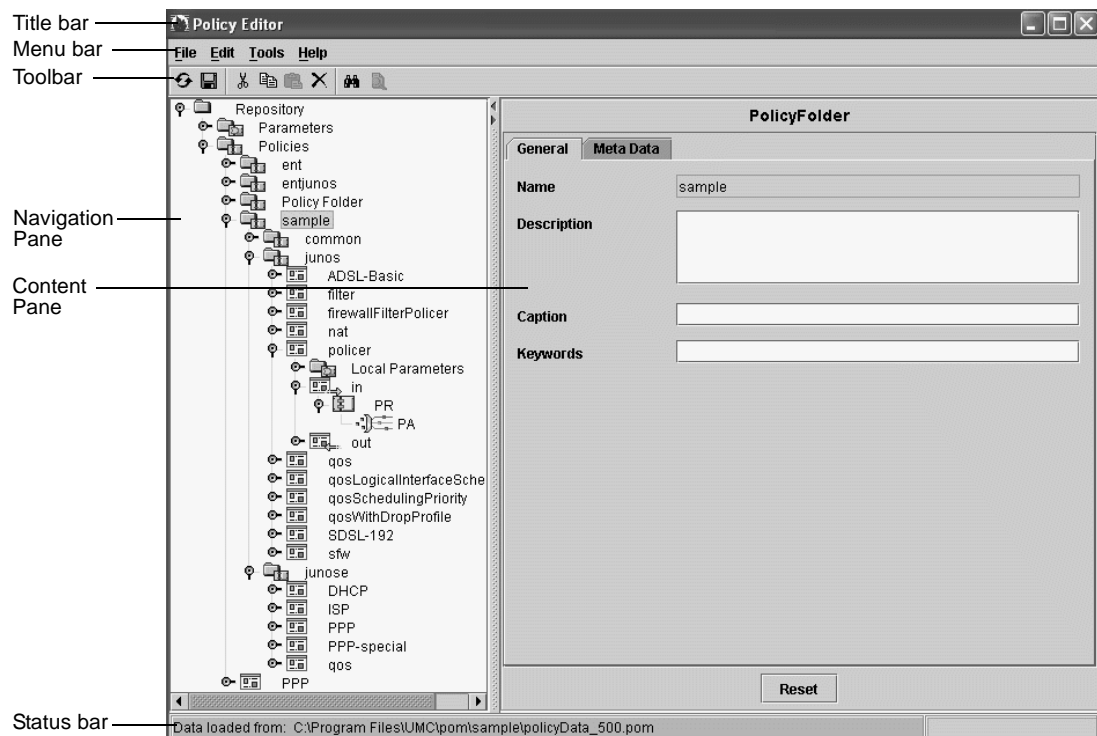 Title bar
Policy Editor
Menu bar
File Edit Tools Help
Toolbar
Repository
Parameters
Policies
ent
entjunos
Policy Folder
sample
common
junos
ADSL-Basic
filter
firewallFilterPolicer
nat
policer
Local Parameters
in
PR
PA
out
qos
qosLogicalInterfaceSche
qosSchedulingPriority
qosWithDropProfile
SDSL-192
sfw
junose
DHCP
ISP
PPP
PPP-special
qos
PPP
Navigation
Pane
Content
Pane
PolicyFolder
General Meta Data
Name sample
Description
Caption
Keywords
Reset
Status bar
Data loaded from: C:\Program Files\UMC\pom\sample\policyData_500.pom